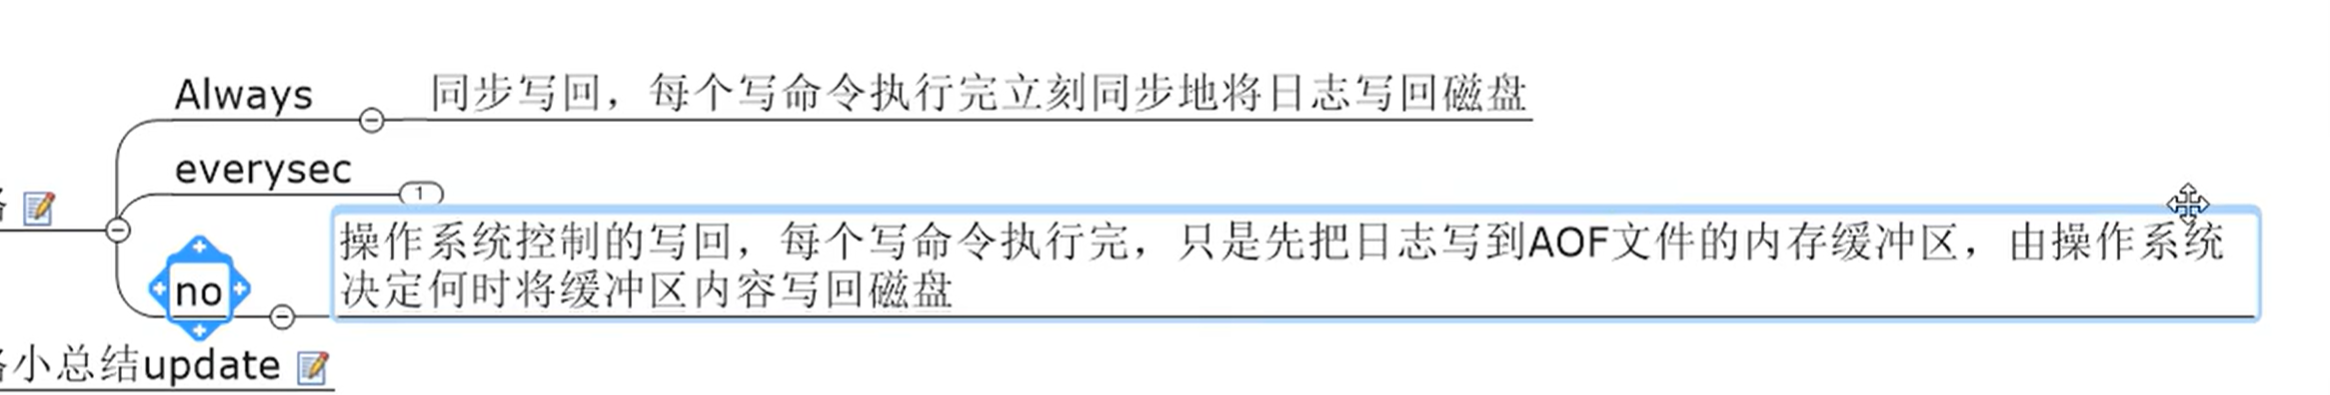 Always
同步写回，每个写命令执行完立刻同步地将日志写回磁盘
everysec
1
no
操作系统控制的写回，每个写命令执行完，只是先把日志写到AOF文件的内存缓冲区，由操作系统
决定何时将缓冲区内容写回磁盘
小总结update